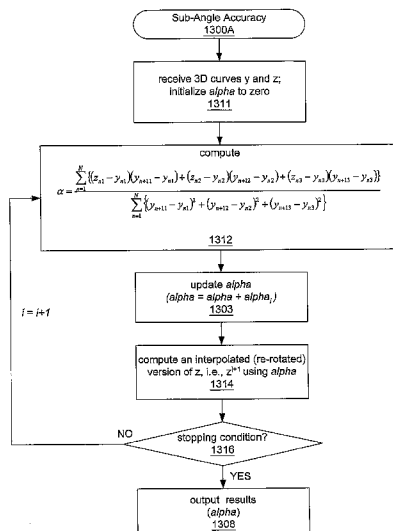 Sub-Angle Accuracy
1300A
receive 3D curves y and z;
initialize alpha to zero
1311
compute
α = \frac{\sum_{n=1}^{N} \{(z_{n1} - y_{n1})(y_{n+11} - y_{n1}) + (z_{n2} - y_{n2})(y_{n+12} - y_{n2}) + (z_{n3} - y_{n3})(y_{n+13} - y_{n3})\}}{\sum_{n=1}^{N} \{(y_{n+11} - y_{n1})^2 + (y_{n+12} - y_{n2})^2 + (y_{n+13} - y_{n3})^2\}}
1312
update alpha
(alpha = alpha + alpha_i)
1303
i = i+1
compute an interpolated (re-rotated)
version of z, i.e., z^{i+1} using alpha
1314
NO
stopping condition?
1316
YES
output results
(alpha)
1308